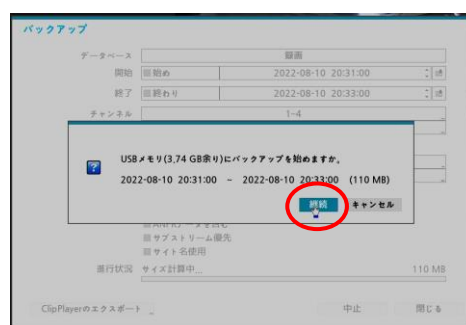 バックアップ
データベース 録画
開始 始め 2022-08-10 20:31:00
終了 終わり 2022-08-10 20:33:00
チャンネル 1~4
USBメモリ(3.74 GB余り)にバックアップを始めますか。
2022-08-10 20:31:00 – 2022-08-10 20:33:00 (110 MB)
継続 キャンセル
サブストリーム優先
サイト名使用
進行状況 サイズ計算中... 110 MB
ClipPlayerのエクスポート 中止 閉じる